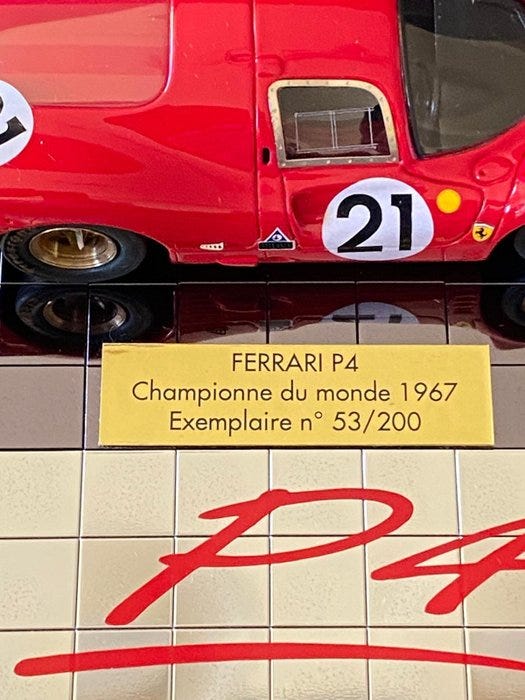 21
FERRARI P4
Championne du monde 1967
Exemplaire n° 53/200
P4